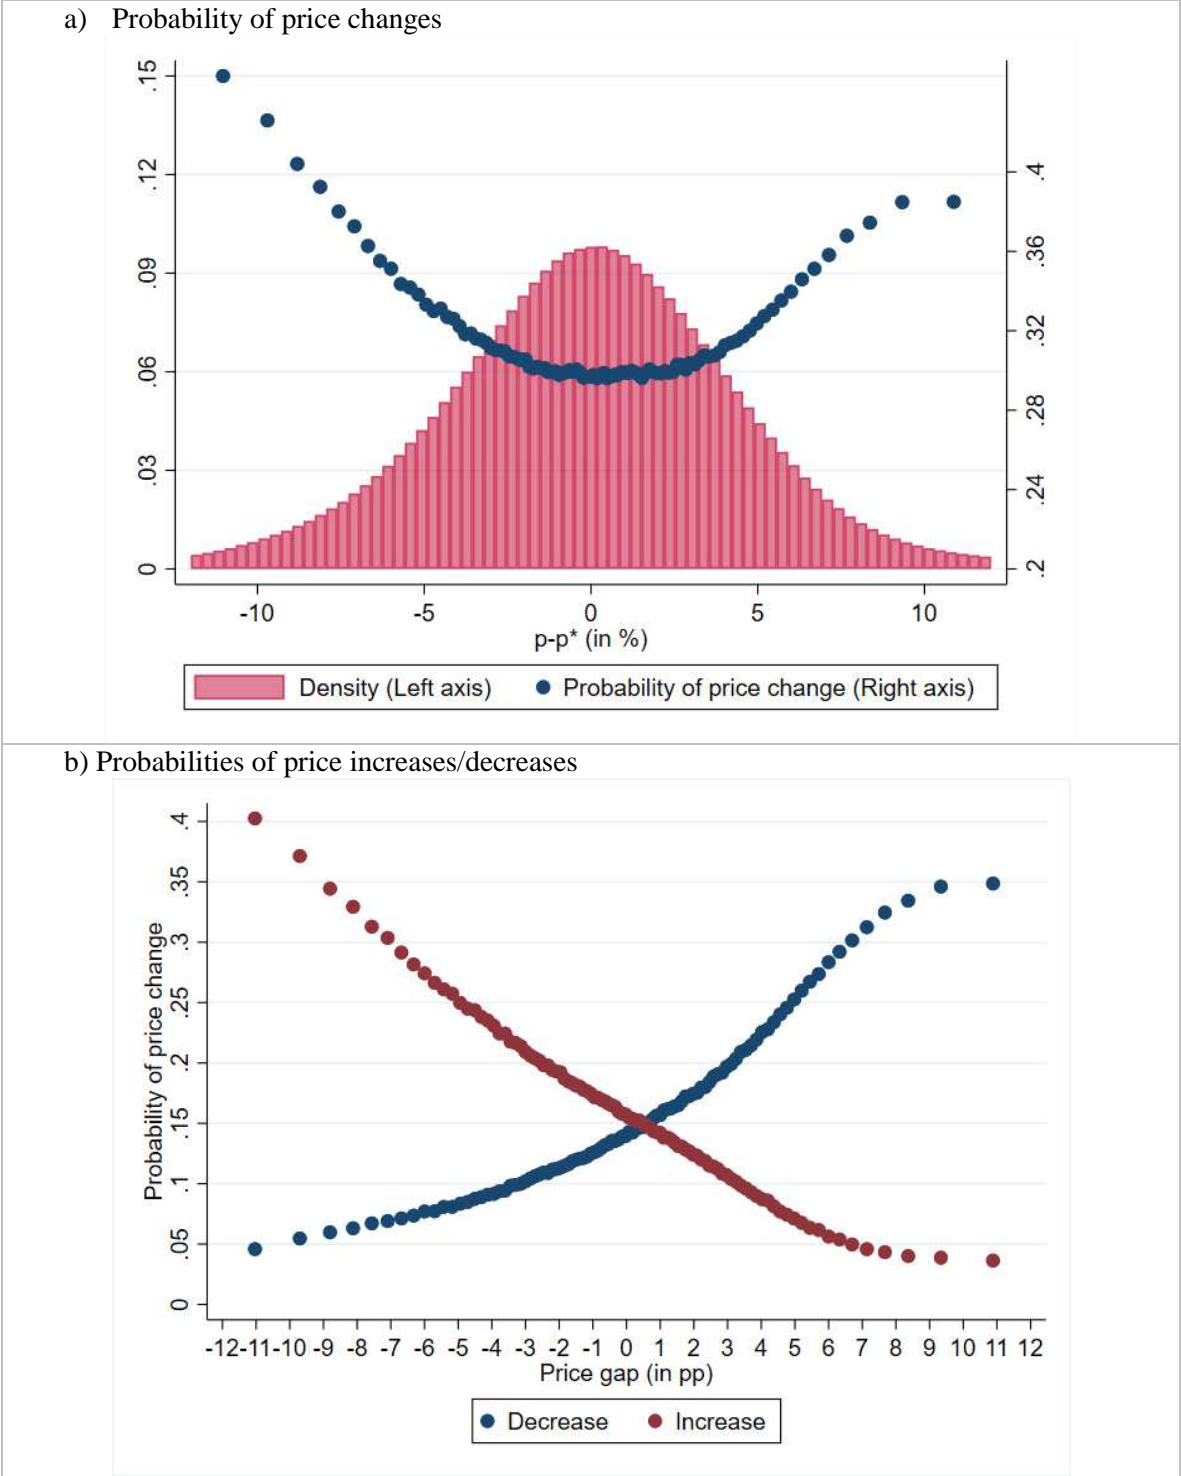 a) Probability of price changes
.15
.12
.09
.06
.03
0
.4
.36
.32
.28
.24
.2
-10 -5 0 5 10
p-p* (in %)
Density (Left axis) Probability of price change (Right axis)
b) Probabilities of price increases/decreases
Probability of price change
.4
.35
.3
.25
.2
.15
.1
.05
0
-12 -11 -10 -9 -8 -7 -6 -5 -4 -3 -2 -1 0 1 2 3 4 5 6 7 8 9 10 11 12
Price gap (in pp)
Decrease Increase